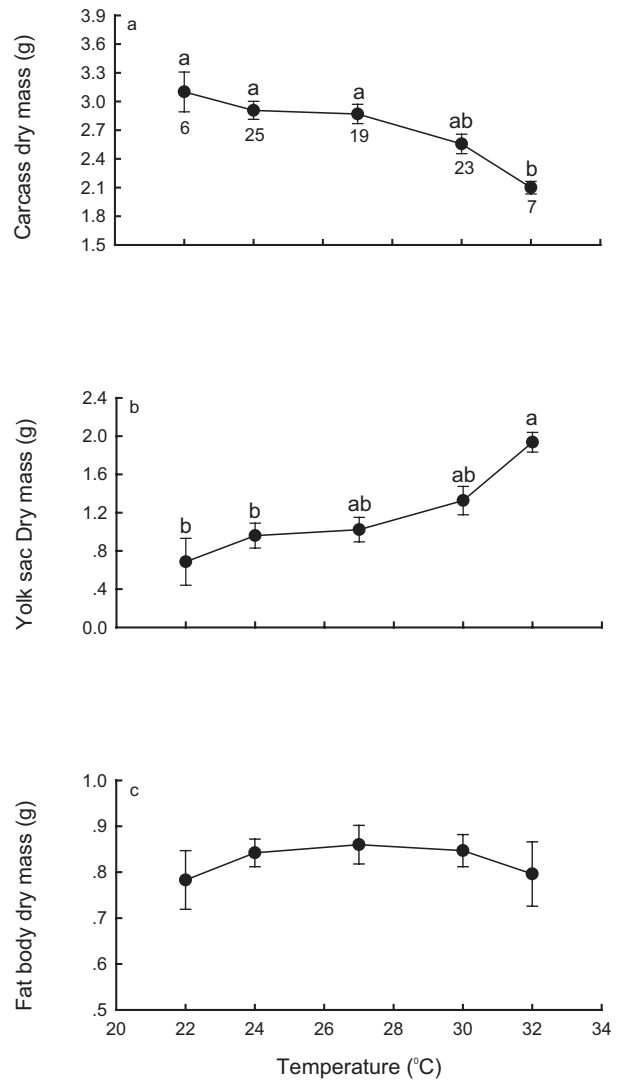 Carcass dry mass (g)
a
3.9
3.6
3.3
3.0
2.7
2.4
2.1
1.8
1.5
a
a
a
ab
b
6
25
19
23
7
Yolk sac Dry mass (g)
b
2.4
2.0
1.6
1.2
.8
.4
0.0
b
b
ab
ab
a
Fat body dry mass (g)
c
1.0
.9
.8
.7
.6
.5
20 22 24 26 28 30 32 34
Temperature (°C)